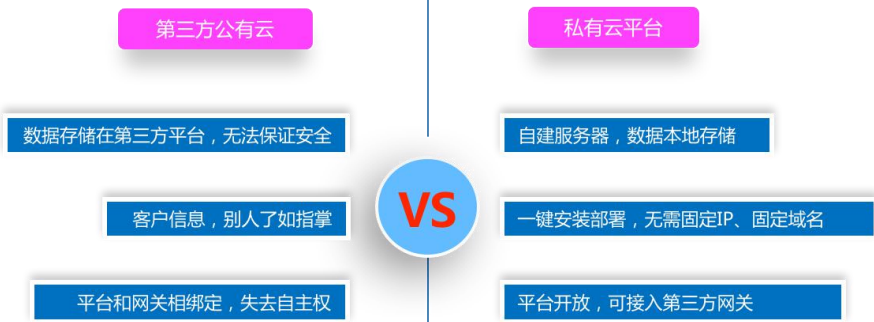 第三方公有云
私有云平台
数据存储在第三方平台，无法保证安全
自建服务器，数据本地存储
VS
客户信息，别人了如指掌
一键安装部署，无需固定IP、固定域名
平台和网关相绑定，失去自主权
平台开放，可接入第三方网关